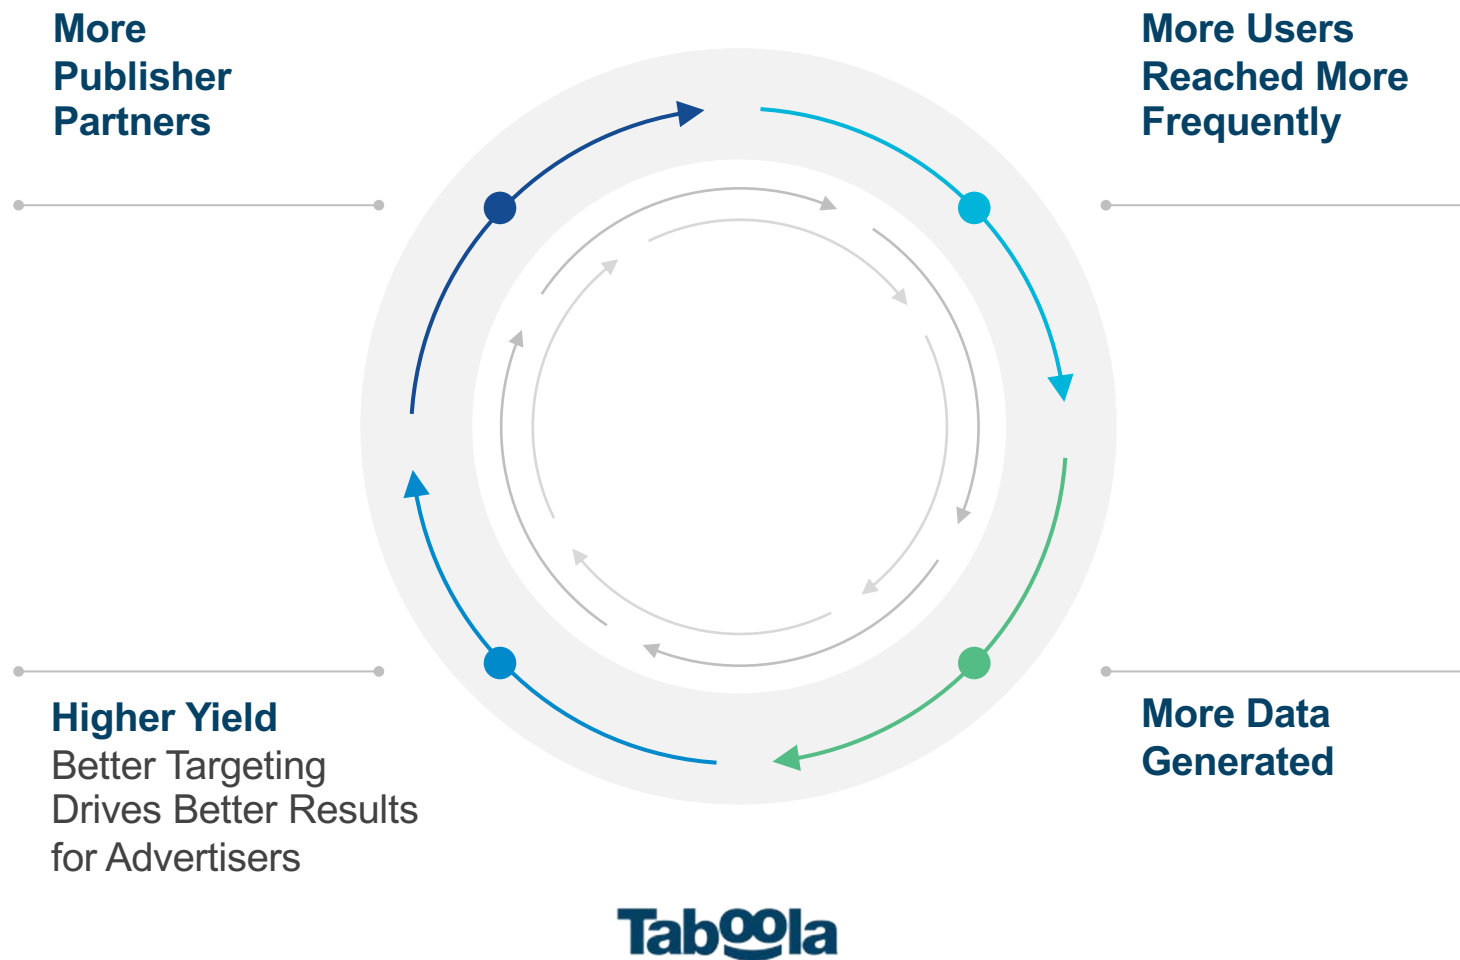 More
Publisher
Partners
More Users
Reached More
Frequently
Higher Yield
Better Targeting
Drives Better Results
for Advertisers
More Data
Generated
Taboola